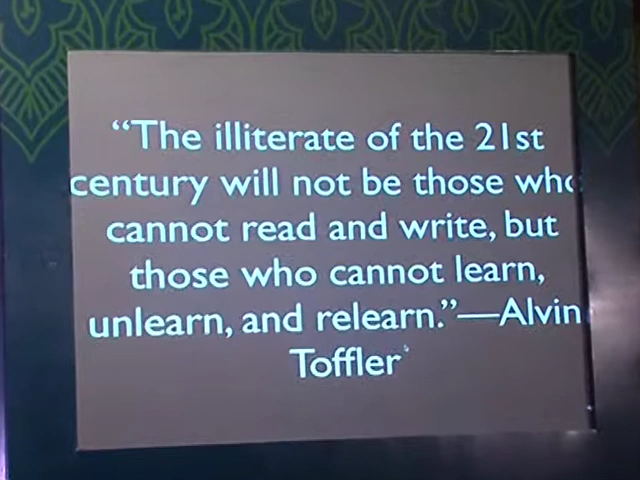 “The illiterate of the 21st
century will not be those who
cannot read and write, but
those who cannot learn,
unlearn, and relearn.”—Alvin
Toffler